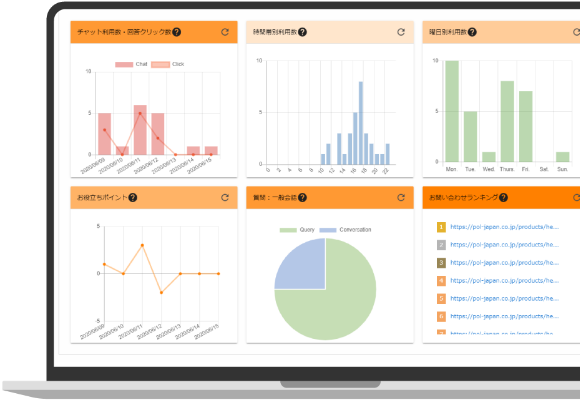 チャット利用数・回答クリック数?
時間帯別利用数?
曜日別利用数?
Chat Click
10
5
0
2020/06/09 2020/06/10 2020/06/11 2020/06/12 2020/06/13 2020/06/14 2020/06/15
10
5
0
0 2 4 6 8 10 12 14 16 18 20 22
10
5
0
Mon. Tue. Wed. Thurs. Fri. Sat. Sun.
お役立ちポイント?
質問：一般会話?
お問い合わせランキング?
5
0
-5
2020/06/09 2020/06/10 2020/06/11 2020/06/12 2020/06/13 2020/06/14 2020/06/15
Query Conversation
1 https://poi-japan.co.jp/products/he...
2 https://poi-japan.co.jp/products/he...
3 https://poi-japan.co.jp/products/he...
4 https://poi-japan.co.jp/products/he...
5 https://poi-japan.co.jp/products/he...
6 https://poi-japan.co.jp/products/he...